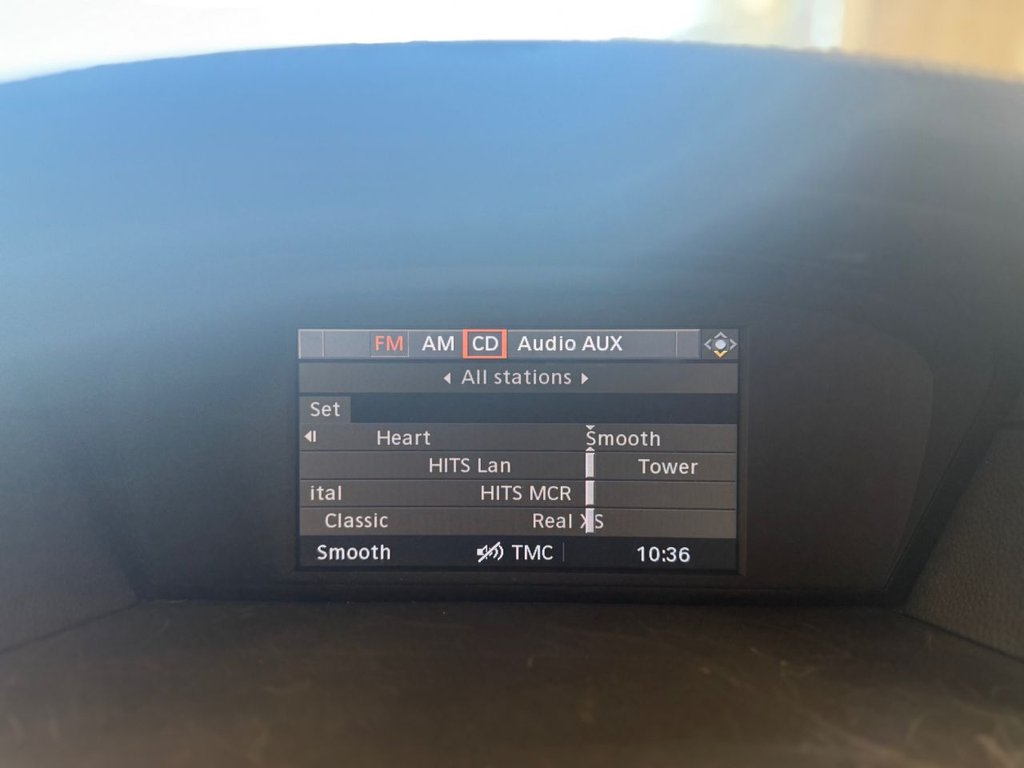 FM AM CD Audio AUX
All stations
Set
Heart Smooth
HITS Lan Tower
ital HITS MCR
Classic Real XS
Smooth TMC 10:36